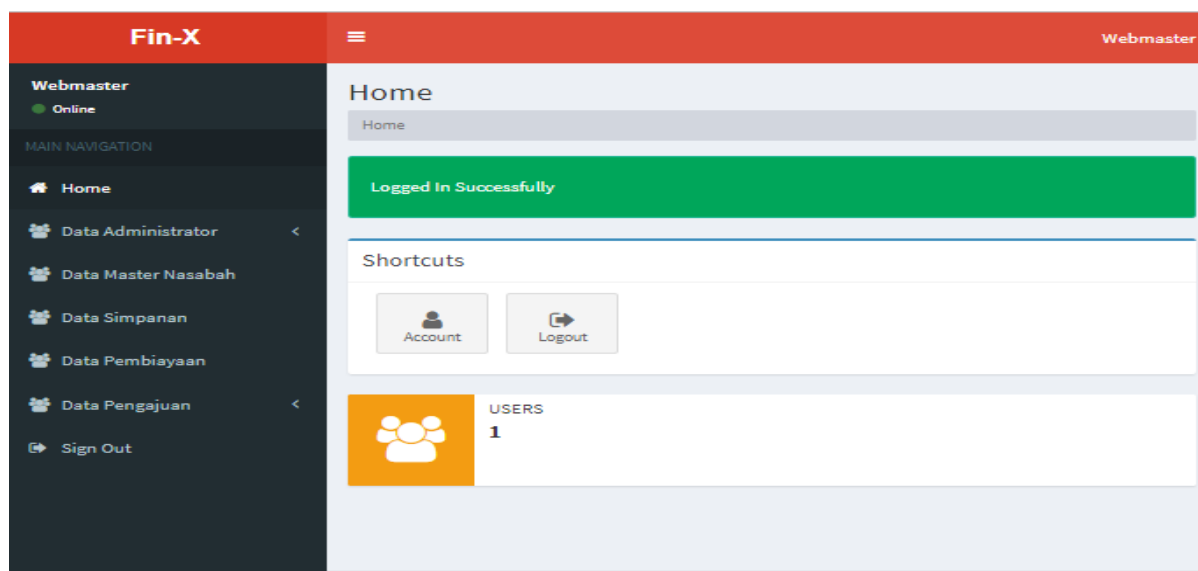 Fin-X
Webmaster
Webmaster
Online
MAIN NAVIGATION
Home
Data Administrator
Data Master Nasabah
Data Simpanan
Data Pembiayaan
Data Pengajuan
Sign Out
Home
Home
Logged In Successfully
Shortcuts
Account
Logout
USERS
1